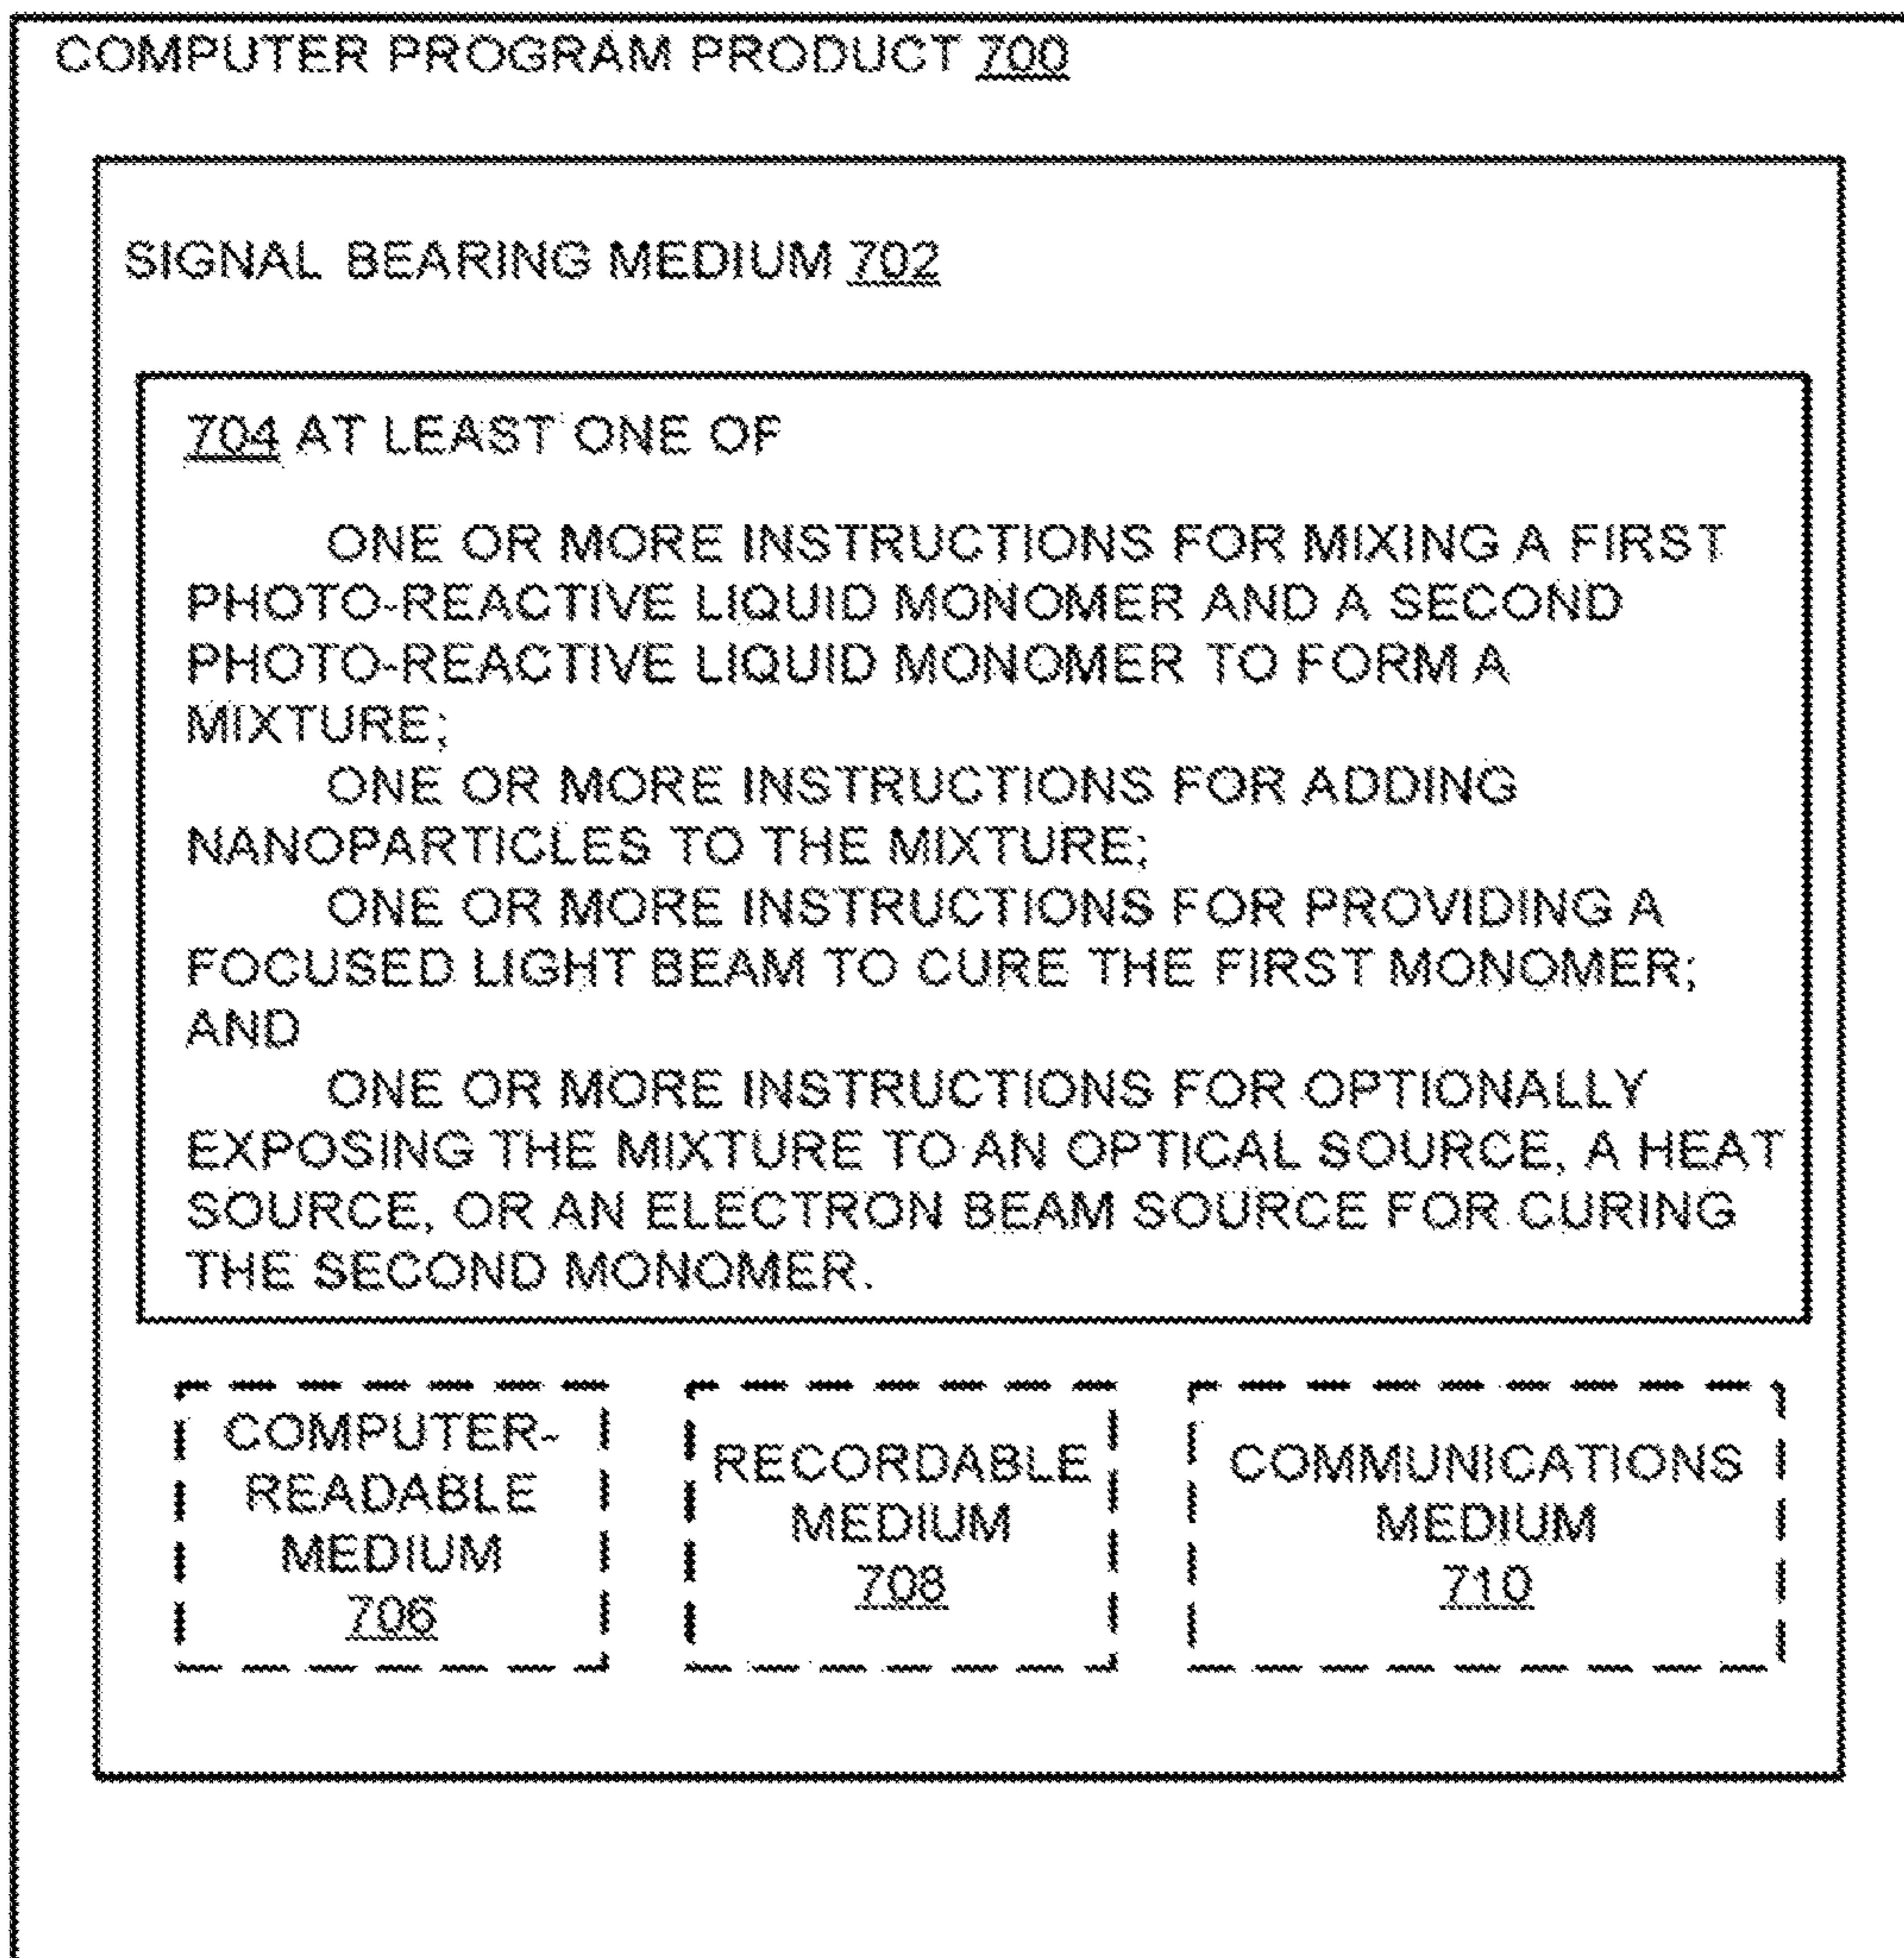 COMPUTER PROGRAM PRODUCT 700
SIGNAL BEARING MEDIUM 702
704 AT LEAST ONE OF
ONE OR MORE INSTRUCTIONS FOR MIXING A FIRST
PHOTO-REACTIVE LIQUID MONOMER AND A SECOND
PHOTO-REACTIVE LIQUID MONOMER TO FORM A
MIXTURE;
ONE OR MORE INSTRUCTIONS FOR ADDING
NANOPARTICLES TO THE MIXTURE;
ONE OR MORE INSTRUCTIONS FOR PROVIDING A
FOCUSED LIGHT BEAM TO CURE THE FIRST MONOMER;
AND
ONE OR MORE INSTRUCTIONS FOR OPTIONALLY
EXPOSING THE MIXTURE TO AN OPTICAL SOURCE, A HEAT
SOURCE, OR AN ELECTRON BEAM SOURCE FOR CURING
THE SECOND MONOMER.
COMPUTER-
READABLE
MEDIUM
706
RECORDABLE
MEDIUM
708
COMMUNICATIONS
MEDIUM
710